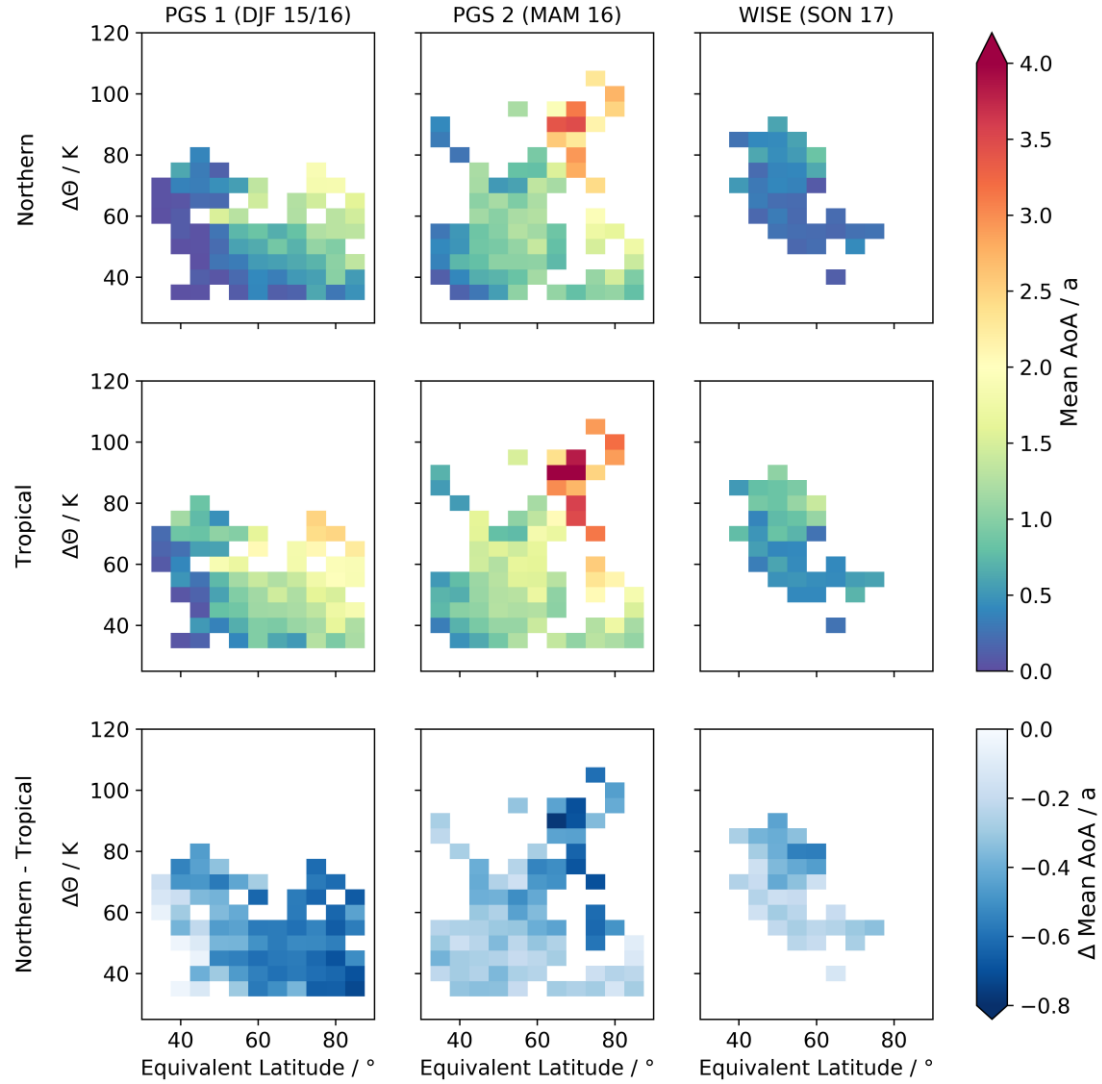 PGS 1 (DJF 15/16)
PGS 2 (MAM 16)
WISE (SON 17)
Northern
ΔΘ / K
120
100
80
60
40
Tropical
ΔΘ / K
120
100
80
60
40
Northern - Tropical
ΔΘ / K
120
100
80
60
40
40 60 80
40 60 80
40 60 80
Equivalent Latitude / °
Equivalent Latitude / °
Equivalent Latitude / °
4.0
3.5
3.0
2.5
2.0
1.5
1.0
0.5
0.0
Mean AoA / a
0.0
−0.2
−0.4
−0.6
−0.8
Δ Mean AoA / a